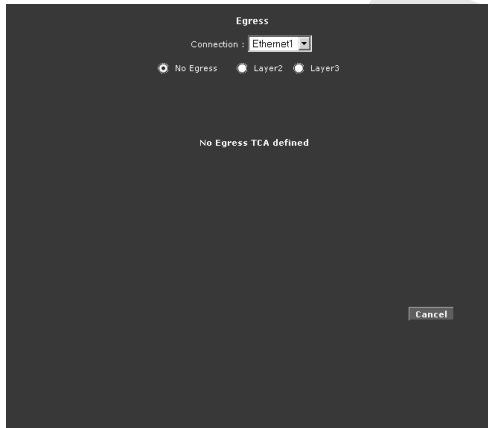 Egress
Connection : Ethernet1
No Egress Layer2 Layer3
No Egress TCA defined
Cancel